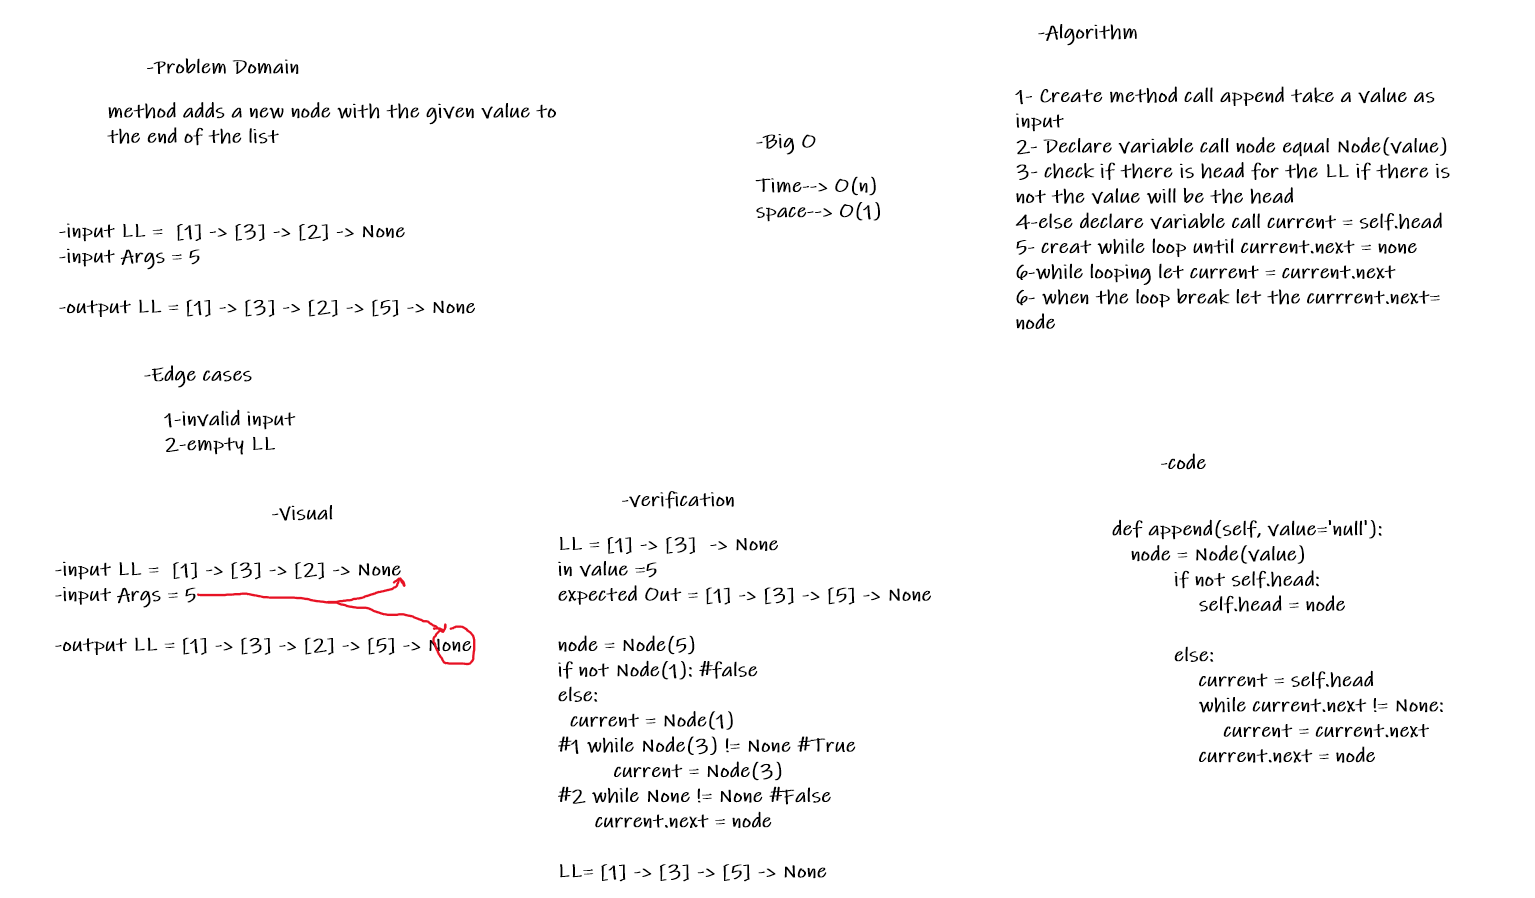 -Problem Domain
method adds a new node with the given value to
the end of the list
-input LL = [1] -> [3] -> [2] -> None
-input Args = 5
-output LL = [1] -> [3] -> [2] -> [5] -> None
-Edge cases
1-invalid input
2-empty LL
-Visual
-input LL = [1] -> [3] -> [2] -> None
-input Args = 5
-output LL = [1] -> [3] -> [2] -> [5] -> None
-Big O
Time--> O(n)
space--> O(1)
-verification
LL = [1] -> [3]  -> None
in value =5
expected Out = [1] -> [3] -> [5] -> None
node = Node(5)
if not Node(1): #false
else:
current = Node(1)
#1 while Node(3) != None #True
current = Node(3)
#2 while None != None #False
current.next = node
LL= [1] -> [3] -> [5] -> None
-Algorithm
1- Create method call append take a value as
input
2- Declare variable call node equal Node(value)
3- check if there is head for the LL if there is
not the value will be the head
4-else declare variable call current = self.head
5- creat while loop until current.next = none
6-while looping let current = current.next
6- when the loop break let the currrent.next=
node
-code
def append(self, value='null'):
node = Node(value)
if not self.head:
self.head = node
else:
current = self.head
while current.next != None:
current = current.next
current.next = node